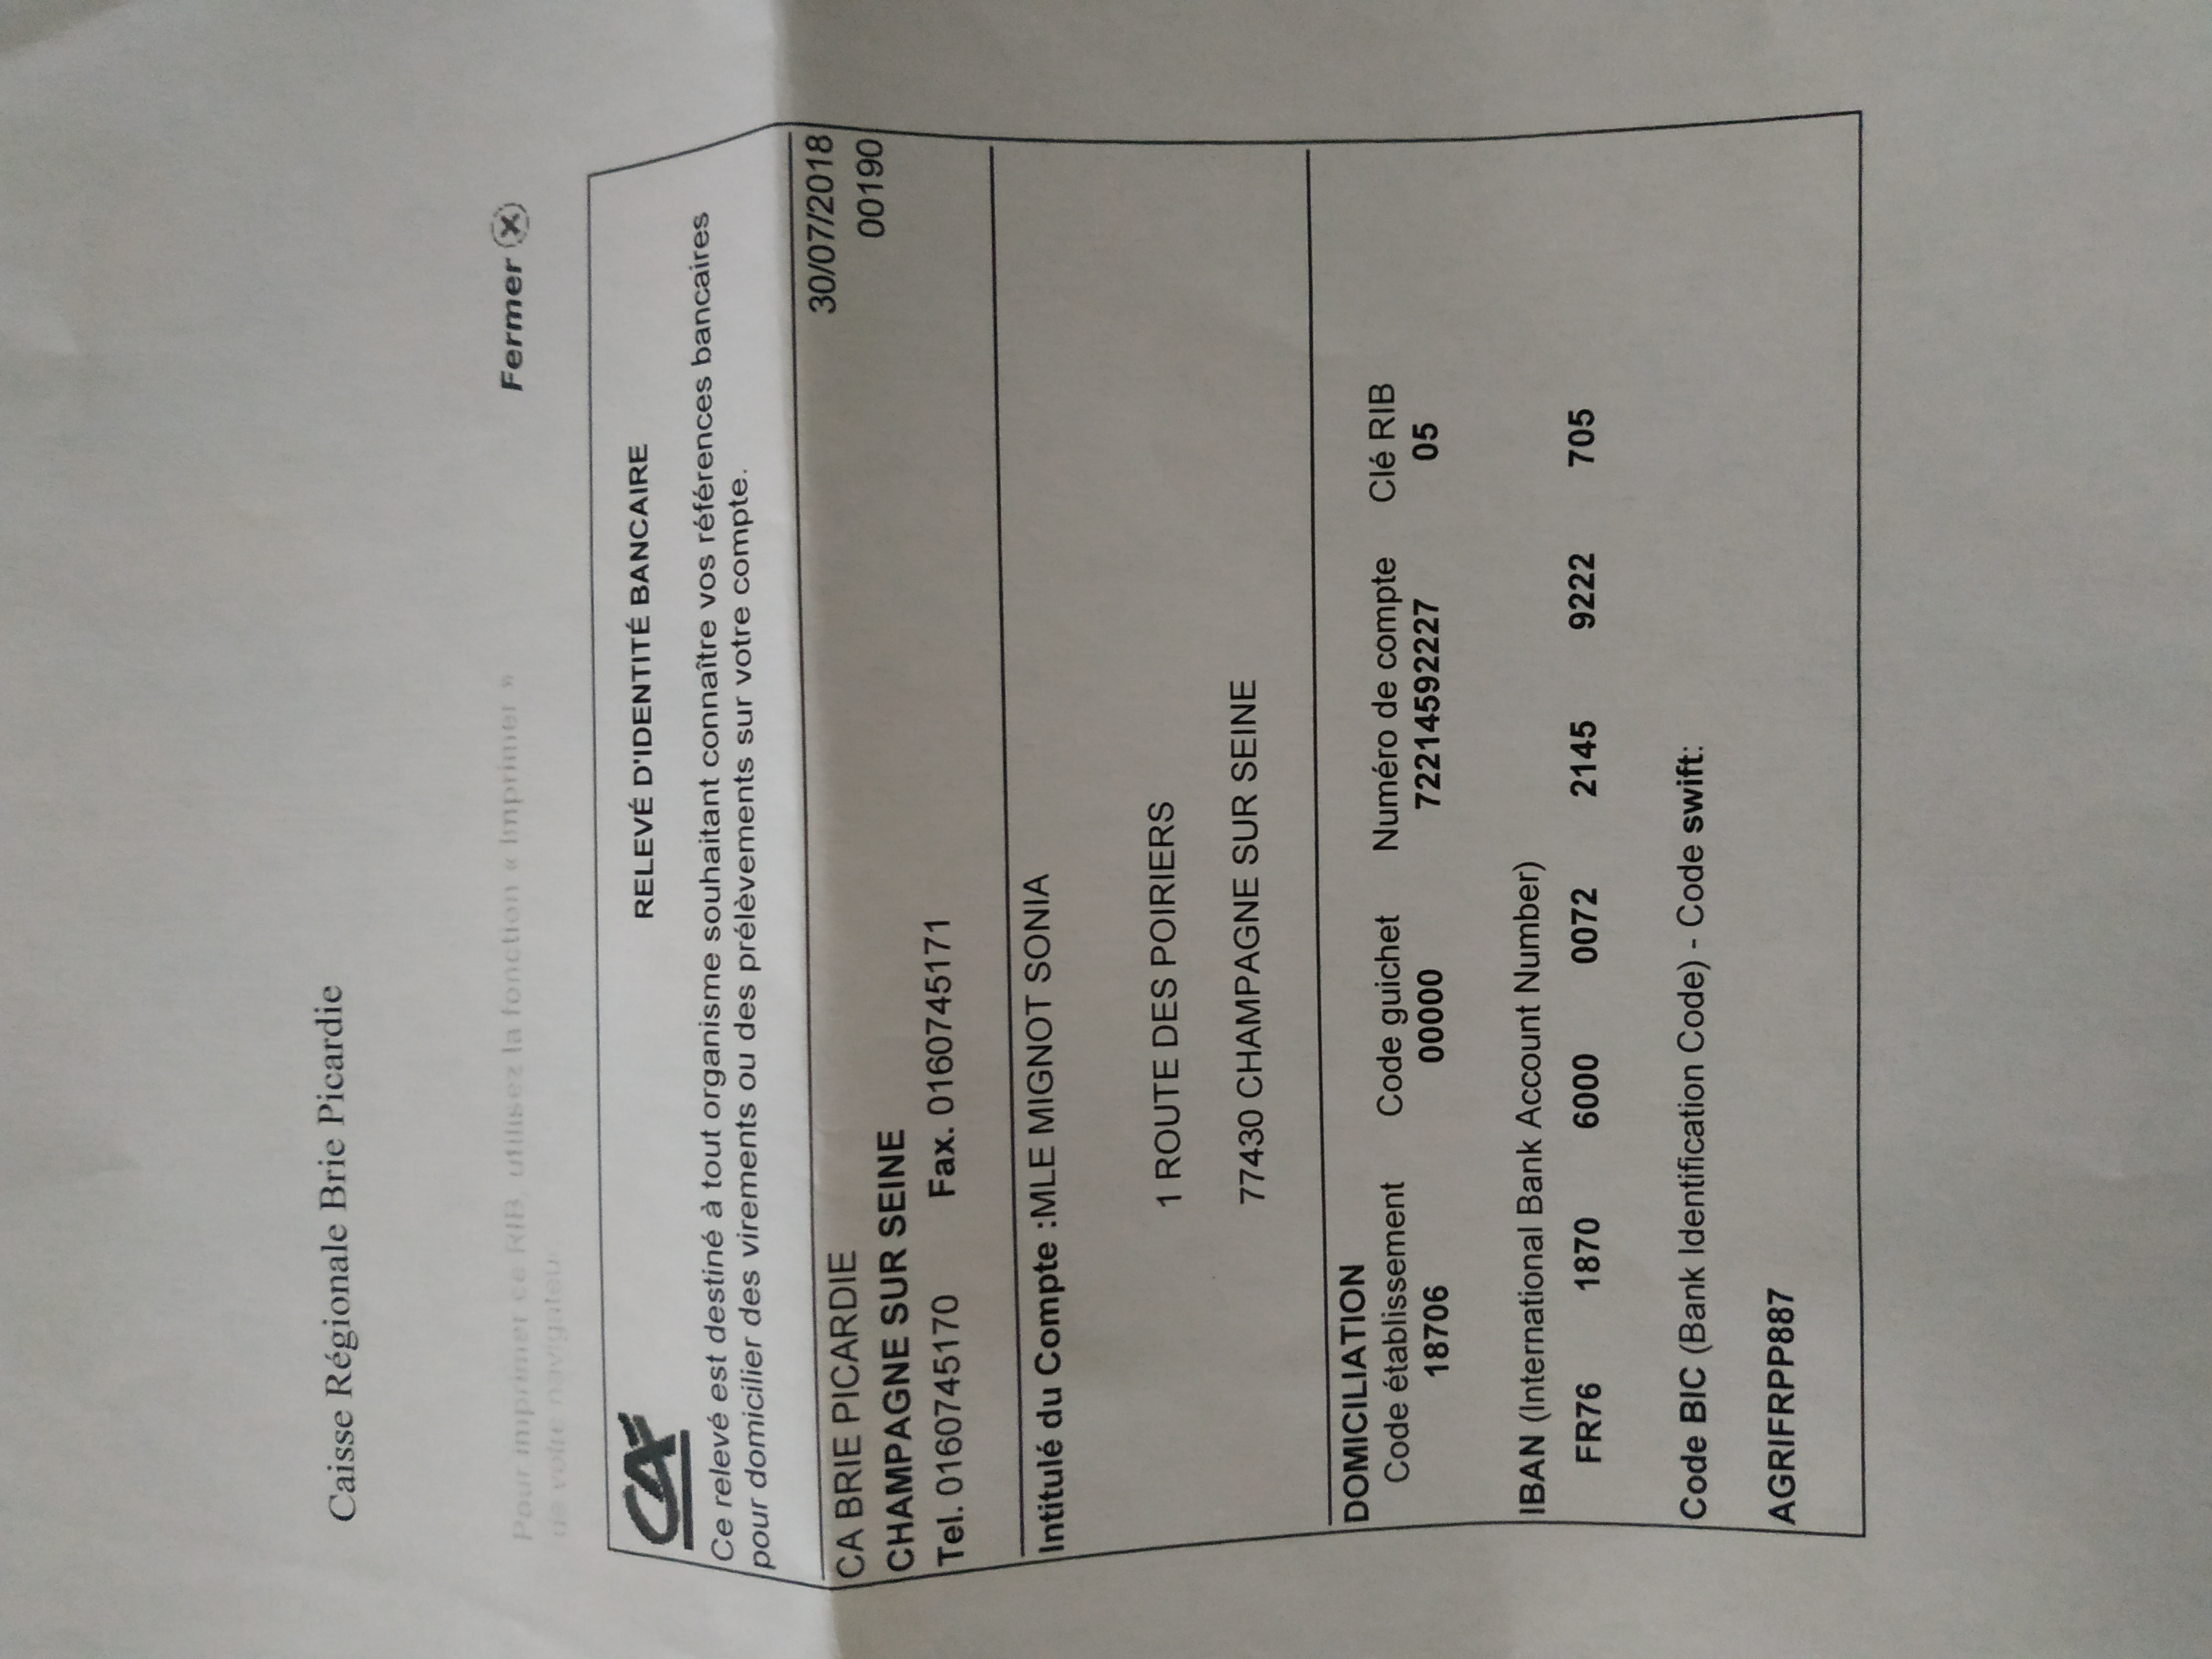 Caisse Régionale Brie Picardie
Pour imprimer ce RIB, utilisez la fonction « Imprimer »
de votre navigateu
Fermer
CA
RELEVÉ D'IDENTITÉ BANCAIRE
Ce relevé est destiné à tout organisme souhaitant connaître vos références bancaires
pour domicilier des virements ou des prélèvements sur votre compte.
CA BRIE PICARDIE 30/07/2018
CHAMPAGNE SUR SEINE 00190
Tel. 0160745170 Fax. 0160745171
Intitulé du Compte :MLE MIGNOT SONIA
1 ROUTE DES POIRIERS
77430 CHAMPAGNE SUR SEINE
DOMICILIATION
Code établissement Code guichet Numéro de compte Clé RIB
18706 00000 72214592227 05
IBAN (International Bank Account Number)
FR76 1870 6000 0072 2145 9222 705
Code BIC (Bank Identification Code) - Code swift:
AGRIFRPP887